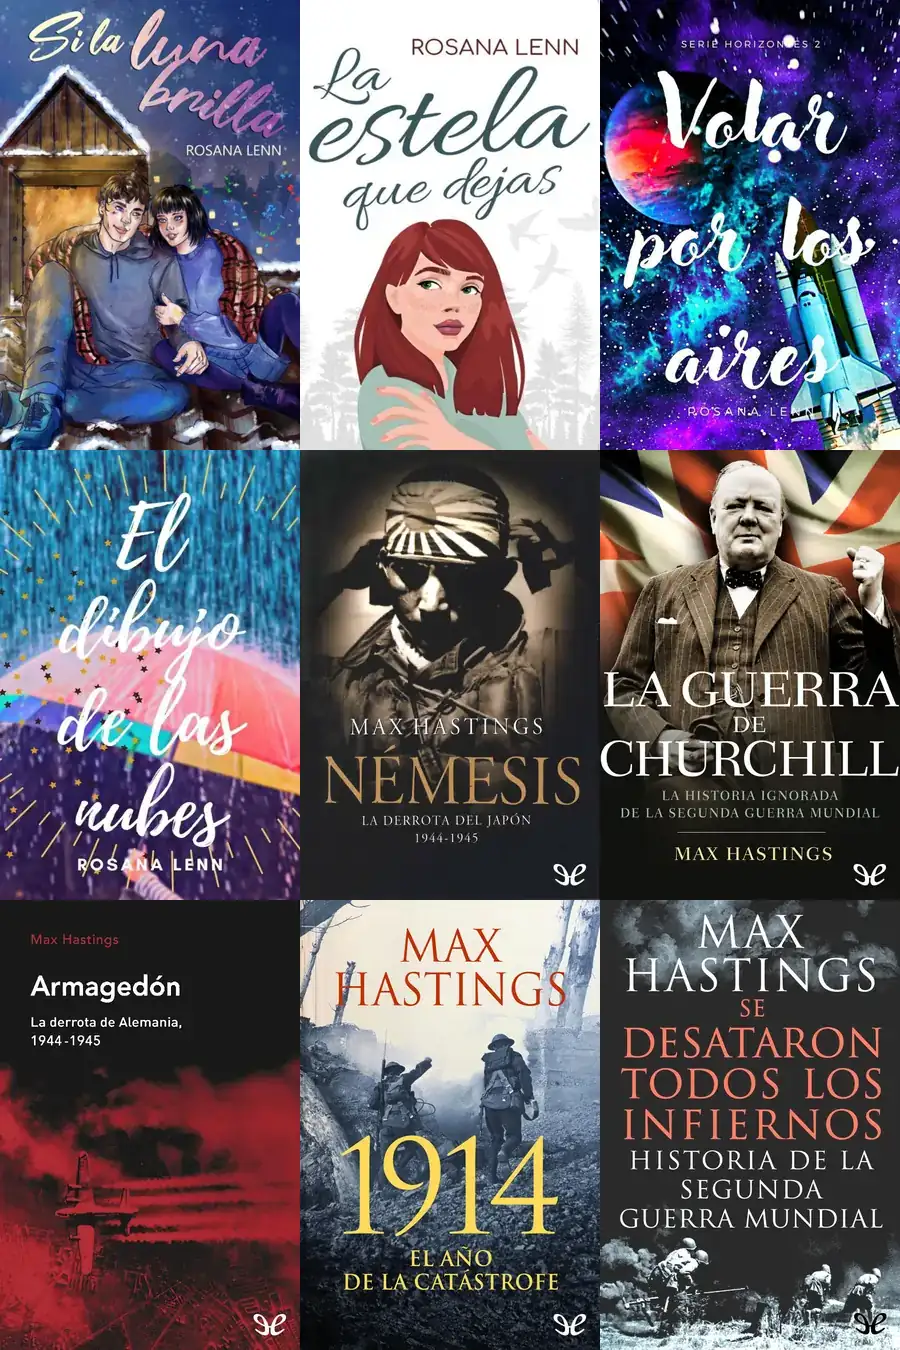 Si la luna
brilla
ROSANA LENN
ROSANA LENN
La
estela
que dejas
SERIE HORIZONTES 2
Volar
por los
aires
ROSANA LENN
El
dibujo
de las
nubes
ROSANA LENN
MAX HASTINGS
NÉMESIS
LA DERROTA DEL JAPÓN
1944-1945
LA GUERRA
DE
CHURCHILL
LA HISTORIA IGNORADA
DE LA SEGUNDA GUERRA MUNDIAL
MAX HASTINGS
Max Hastings
Armagedón
La derrota de Alemania,
1944-1945
MAX
HASTINGS
1914
EL AÑO
DE LA CATÁSTROFE
MAX
HASTINGS
SE
DESATARON
TODOS LOS
INFIERNOS
HISTORIA DE LA
SEGUNDA
GUERRA MUNDIAL